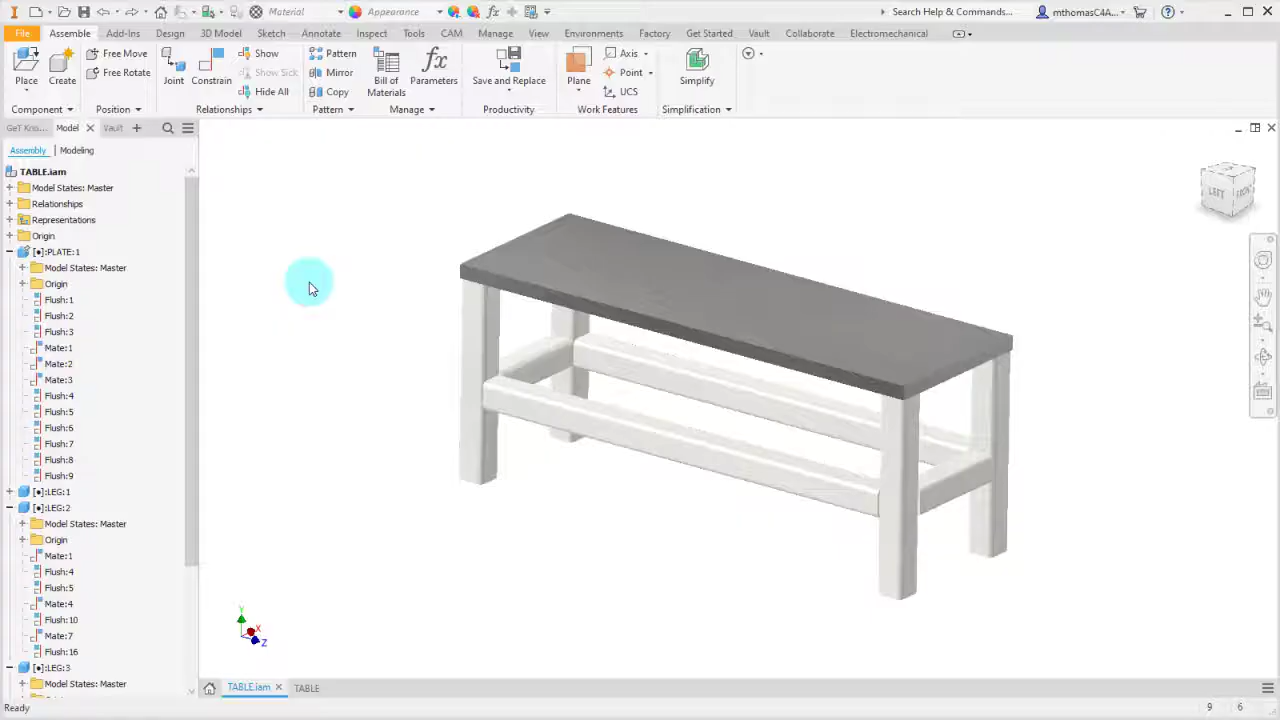 Material Appearance fx Search Help & Commands... mthomasC4A...
File Assemble Add-Ins Design 3D Model Sketch Annotate Inspect Tools CAM Manage View Environments Factory Get Started Vault Collaborate Electromechanical
Place Create Free Move Free Rotate Joint Constrain Show Show Sick Hide All Pattern Mirror Copy Bill of Materials fx Parameters Save and Replace Plane Axis Point UCS Simplify
Component Position Relationships Pattern Manage Productivity Work Features Simplification
GeT Kno... Model Vault
Assembly Modeling
TABLE.iam
Model States: Master
Relationships
Representations
Origin
[●]:PLATE:1
Model States: Master
Origin
Flush:1
Flush:2
Flush:3
Mate:1
Mate:2
Mate:3
Flush:4
Flush:5
Flush:6
Flush:7
Flush:8
Flush:9
[●]:LEG:1
[●]:LEG:2
Model States: Master
Origin
Mate:1
Flush:4
Flush:5
Mate:4
Flush:10
Mate:7
Flush:16
[●]:LEG:3
Model States: Master
LEFT FRONT
Y
X
Z
TABLE.iam TABLE
Ready 9 6